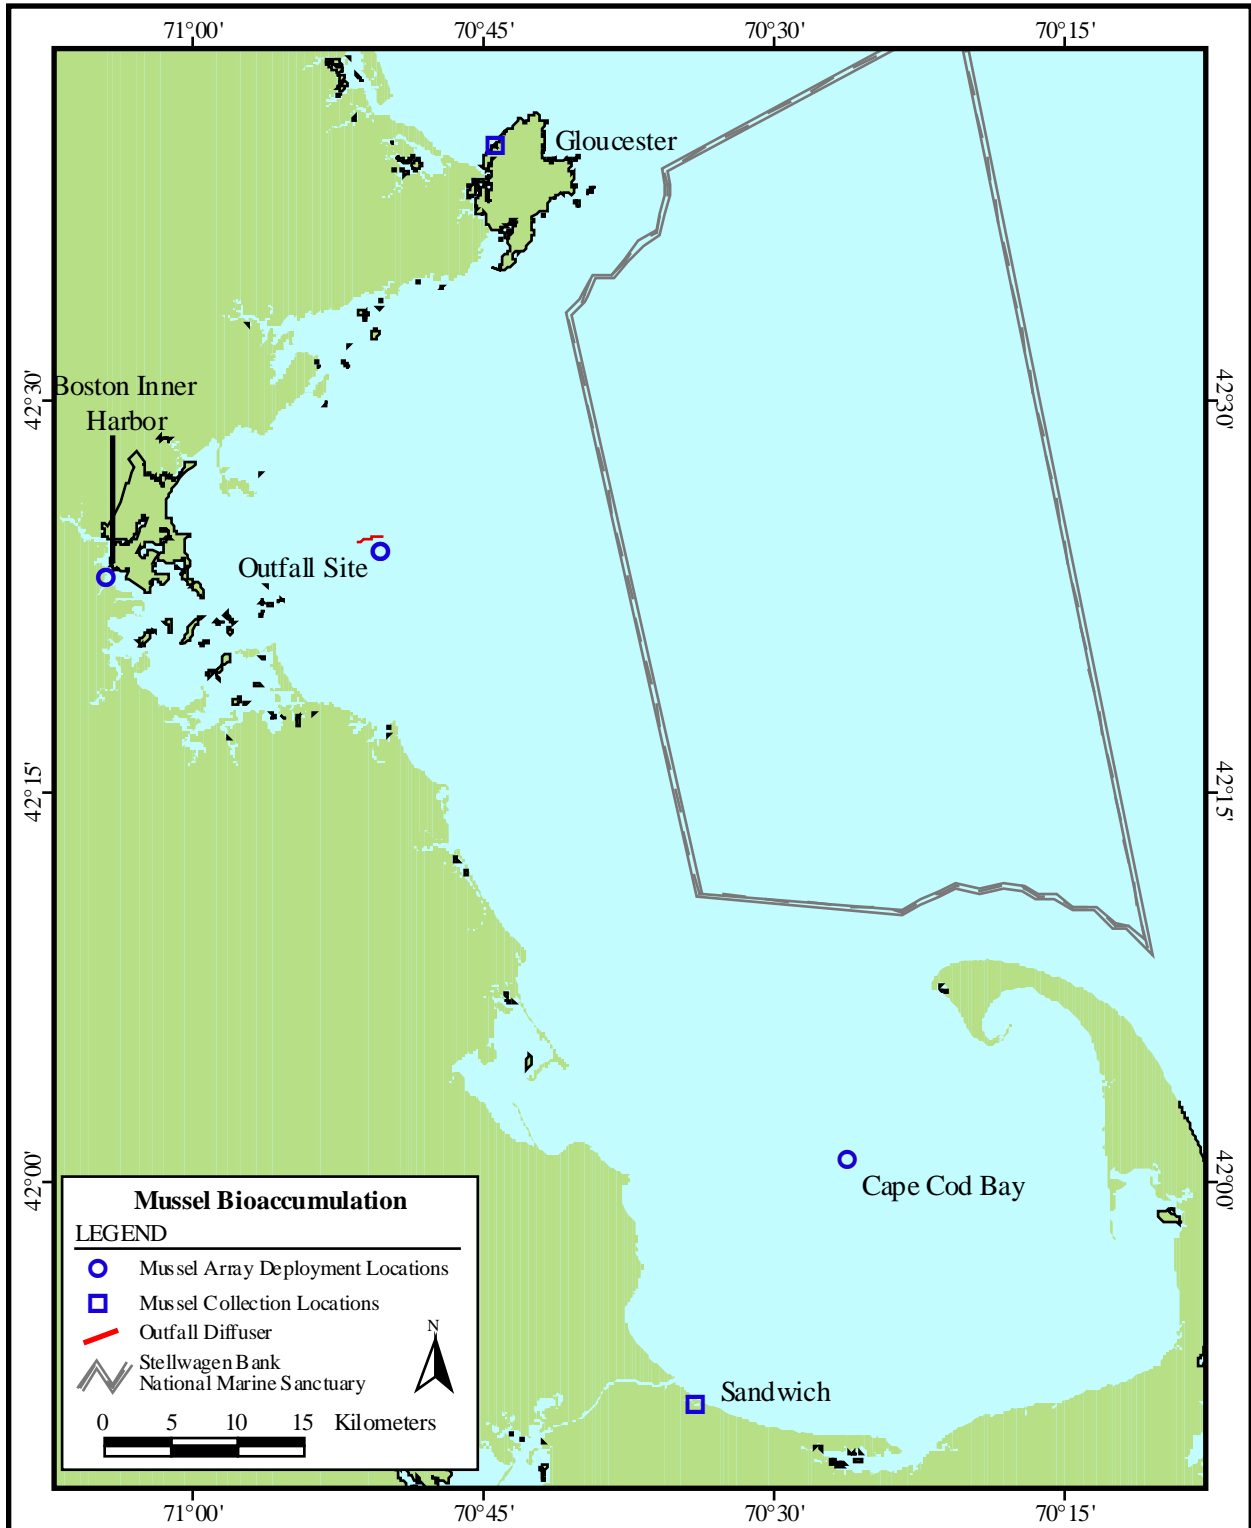 71°00'
70°45'
70°30'
70°15'
Gloucester
Boston Inner
Harbor
42°30'
42°30'
Outfall Site
42°15'
42°15'
42°00'
42°00'
Cape Cod Bay
Mussel Bioaccumulation
LEGEND
Mussel Array Deployment Locations
Mussel Collection Locations
Outfall Diffuser
N
Stellwagen Bank
National Marine Sanctuary
Sandwich
0 5 10 15 Kilometers
71°00'
70°45'
70°30'
70°15'